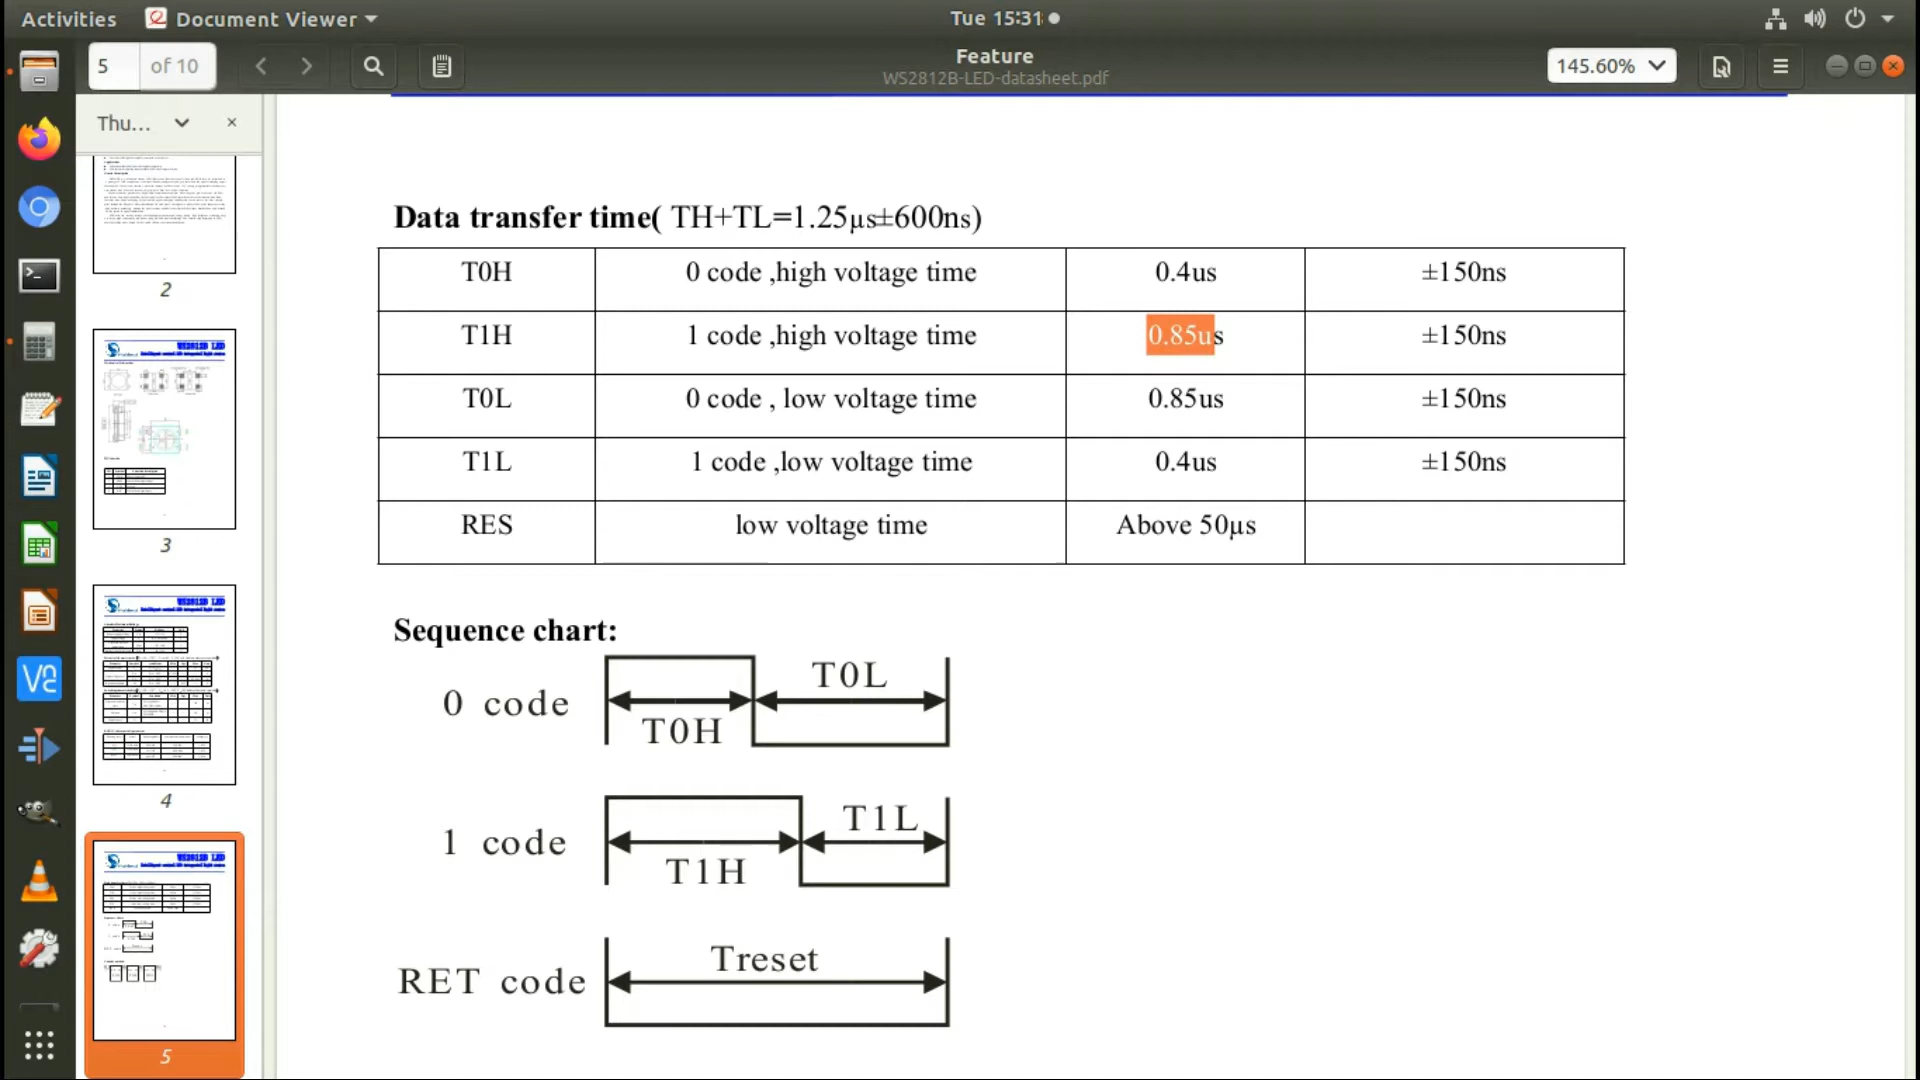 Activities Document Viewer Tue 15:31
5 of 10 Feature 145.60%
WS2812B-LED-datasheet.pdf
Thu...
2
3
4
5
Data transfer time( TH+TL=1.25μs±600ns)
T0H 0 code ,high voltage time 0.4us ±150ns
T1H 1 code ,high voltage time 0.85us ±150ns
T0L 0 code , low voltage time 0.85us ±150ns
T1L 1 code ,low voltage time 0.4us ±150ns
RES low voltage time Above 50μs
Sequence chart:
0 code T0H T0L
1 code T1H T1L
RET code Treset